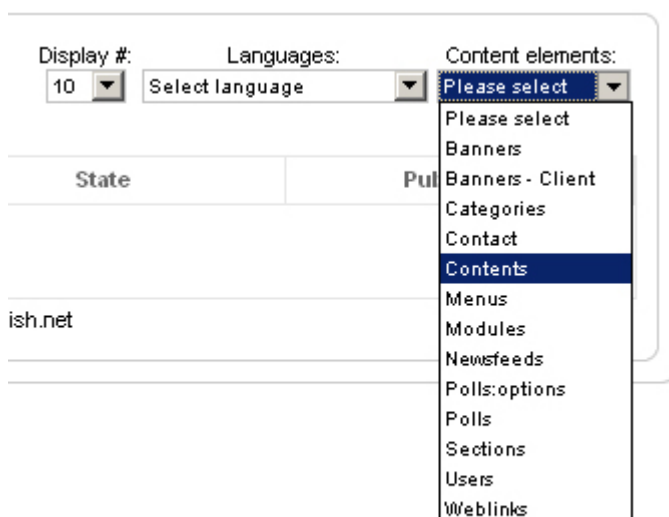 Display #: Languages: Content elements:
10 Select language Please select
Please select
Banners
State Banners - Client
Categories
Contact
Contents
Menus
ish.net Modules
Newsfeeds
Polls:options
Polls
Sections
Users
Weblinks